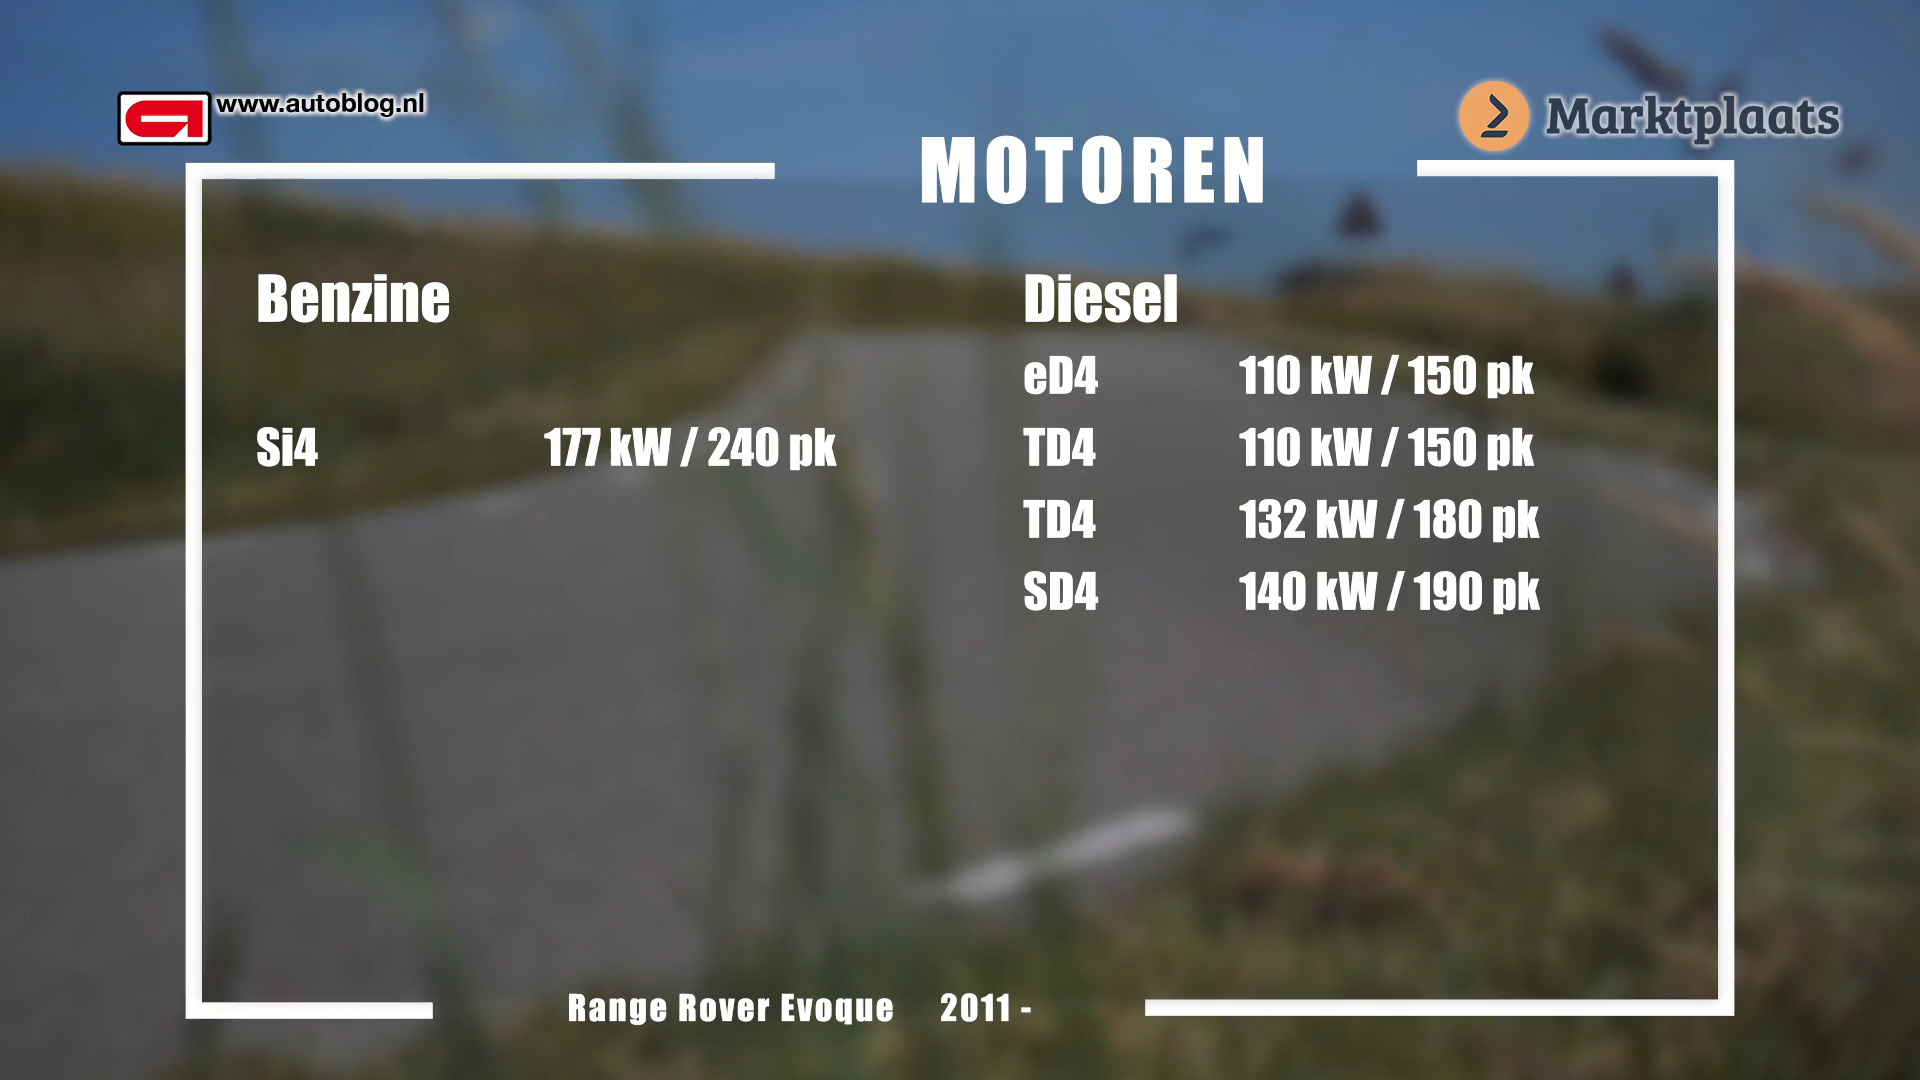 www.autoblog.nl
Marktplaats
MOTOREN
Benzine
Si4 177 kW / 240 pk
Diesel
eD4 110 kW / 150 pk
TD4 110 kW / 150 pk
TD4 132 kW / 180 pk
SD4 140 kW / 190 pk
Range Rover Evoque 2011 -